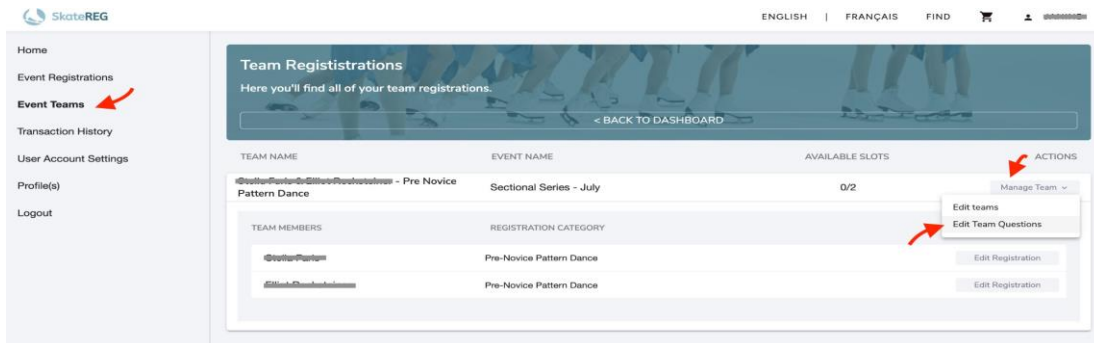 SkateREG
ENGLISH | FRANÇAIS FIND
Home
Event Registrations
Event Teams
Transaction History
User Account Settings
Profile(s)
Logout
Team Regististrations
Here you'll find all of your team registrations.
< BACK TO DASHBOARD
TEAM NAME EVENT NAME AVAILABLE SLOTS ACTIONS
- Pre Novice
Pattern Dance
Sectional Series - July 0/2 Manage Team
Edit teams
Edit Team Questions
TEAM MEMBERS REGISTRATION CATEGORY
Pre-Novice Pattern Dance Edit Registration
Pre-Novice Pattern Dance Edit Registration